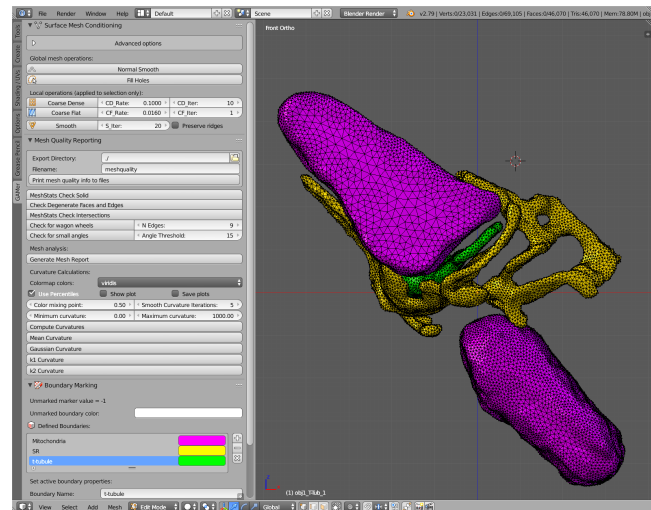 File Render Window Help Default Scene Blender Render v2.79 | Verts:0/23,031 | Edges:0/69,105 | Faces:0/46,070 | Tris:46,070 | Mem:78.80M | obj
Tools
Create
Shading / UVs
Options
Grease Pencil
GAMer
Surface Mesh Conditioning
Advanced options
Global mesh operations:
Normal Smooth
Fill Holes
Local operations (applied to selection only):
Coarse Dense CD_Rate: 0.1000 CD_Iter: 10
Coarse Flat CF_Rate: 0.0160 CF_Iter: 1
Smooth S_Iter: 20 Preserve ridges
Mesh Quality Reporting
Export Directory: ./
Filename: meshquality
Print mesh quality info to files
MeshStats Check Solid
Check Degenerate Faces and Edges
MeshStats Check Intersections
Check for wagon wheels N Edges: 9
Check for small angles Angle Threshold: 15
Mesh analysis:
Generate Mesh Report
Curvature Calculations:
Colormap colors: viridis
Use Percentiles Show plot Save plots
Color mixing point: 0.50 Smooth Curvature Iterations: 5
Minimum curvature: 0.00 Maximum curvature: 1000.00
Compute Curvatures
Mean Curvature
Gaussian Curvature
k1 Curvature
k2 Curvature
Boundary Marking
Unmarked marker value = -1
Unmarked boundary color:
Defined Boundaries:
Mitochondria
SR
t-tubule
Set active boundary properties:
Boundary Name: t-tubule
Front Ortho
(1) obj1_T-tub_1
View Select Add Mesh Edit Mode Global